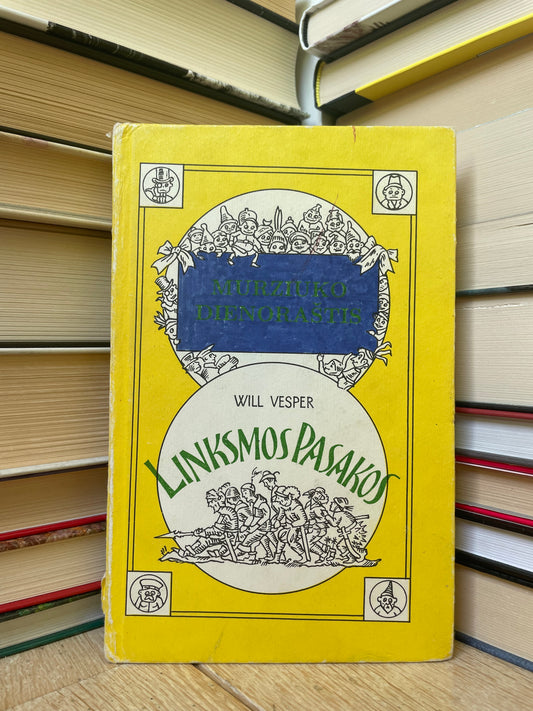 MURZIUKO
DIENORAŠTIS
WILL VESPER
LINKSMOS PASAKOS